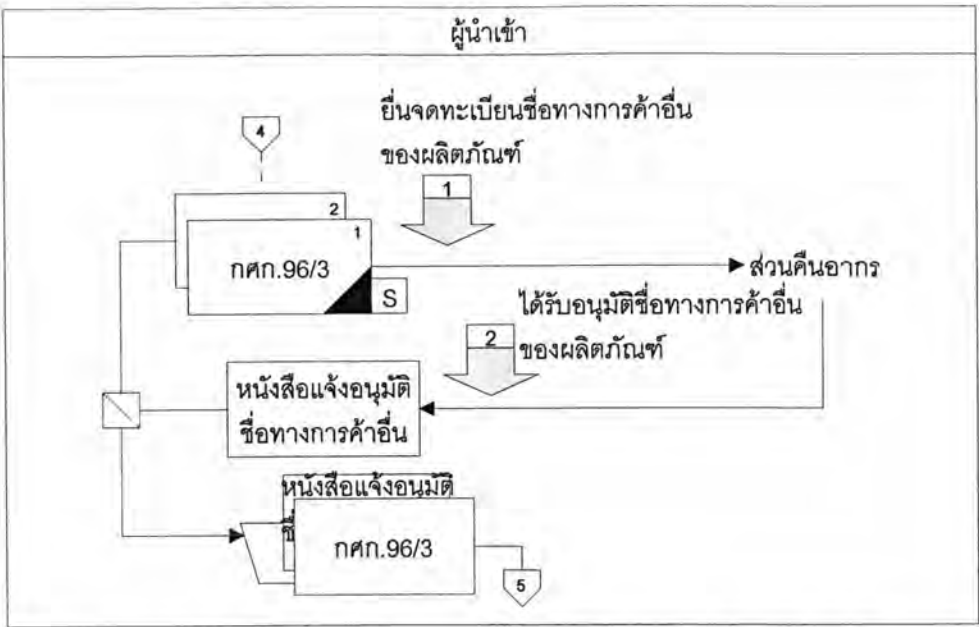 ผู้นำเข้า
ยื่นจดทะเบียนชื่อทางการค้าอื่น
ของผลิตภัณฑ์
4
1
2
1
กศก.96/3
S
ส่วนคืนอากร
ได้รับอนุมัติชื่อทางการค้าอื่น
ของผลิตภัณฑ์
2
หนังสือแจ้งอนุมัติ
ชื่อทางการค้าอื่น
หนังสือแจ้งอนุมัติ
กศก.96/3
5